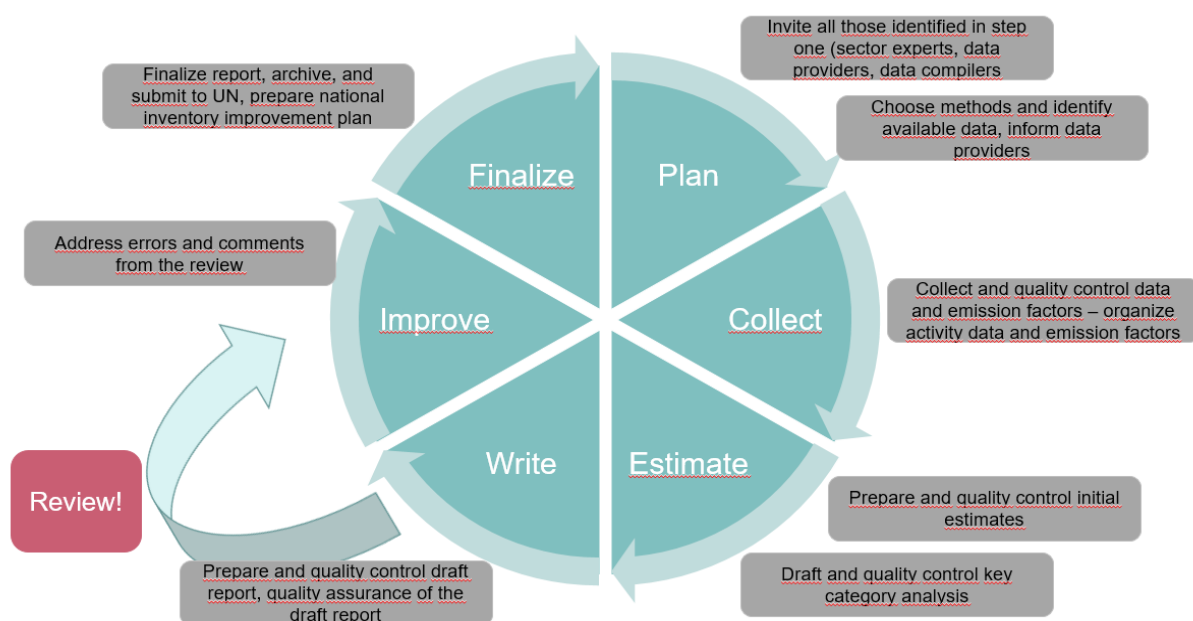 Invite all those identified in step
one (sector experts, data
providers, data compilers
Finalize report, archive, and
submit to UN, prepare national
inventory improvement plan
Choose methods and identify
available data, inform data
providers
Finalize
Plan
Address errors and comments
from the review
Improve
Collect
Collect and quality control data
and emission factors – organize
activity data and emission factors
Write
Estimate
Review!
Prepare and quality control initial
estimates
Prepare and quality control draft
report, quality assurance of the
draft report
Draft and quality control key
category analysis